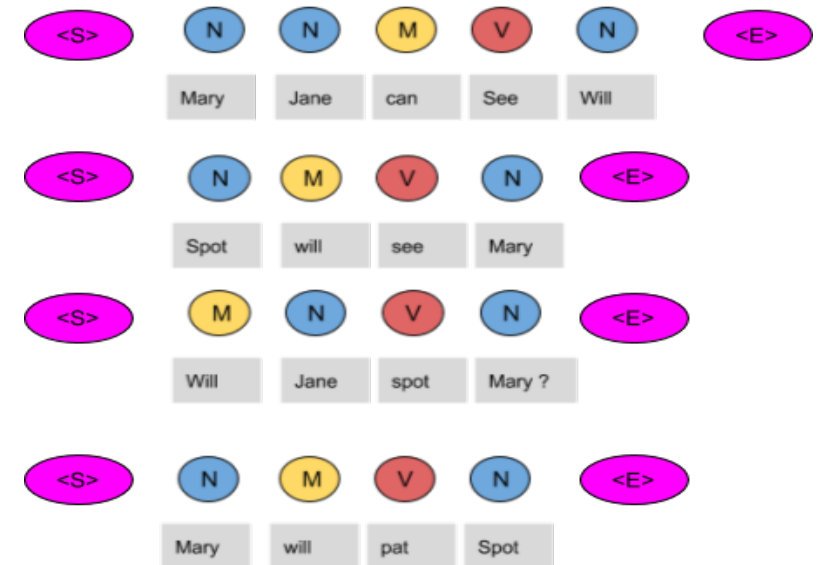 <S> N N M V N <E>
Mary Jane can See Will
<S> N M V N <E>
Spot will see Mary
<S> M N V N <E>
Will Jane spot Mary ?
<S> N M V N <E>
Mary will pat Spot